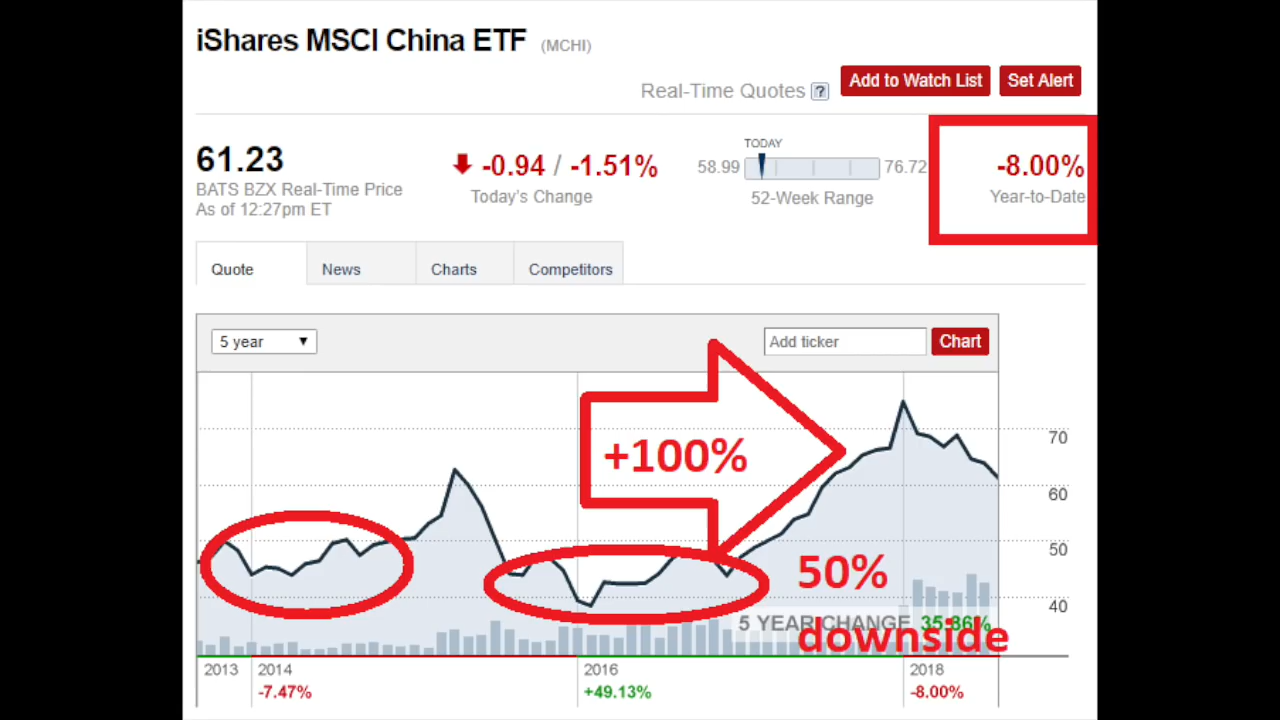 iShares MSCI China ETF (MCHI)
Real-Time Quotes ? Add to Watch List Set Alert
TODAY
61.23 -0.94 / -1.51% 58.99 76.72 -8.00%
BATS BZX Real-Time Price Today's Change 52-Week Range Year-to-Date
As of 12:27pm ET
Quote News Charts Competitors
5 year Add ticker Chart
70
+100%
60
50
50%
40
5 YEAR CHANGE 35.86%
downside
2013 2014 2016 2018
-7.47% +49.13% -8.00%